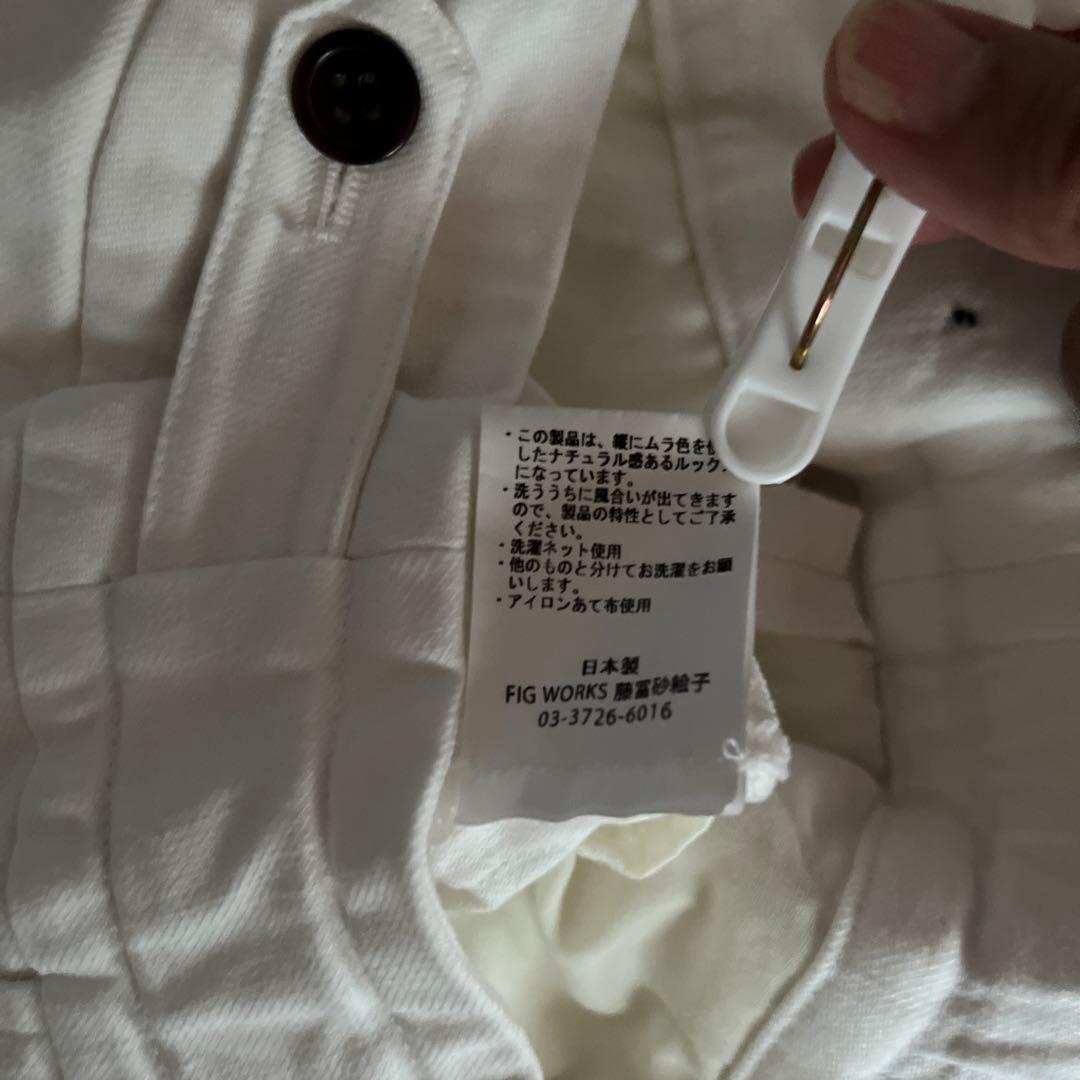 ・この製品は、縦にムラ色を使
したナチュラル感あるルック
になっています。
・洗ううちに風合いが出てきます
ので、製品の特性としてご了承
ください。
・洗濯ネット使用
・他のものと分けてお洗濯をお願
いします。
・アイロンあて布使用
日本製
FIG WORKS 藤冨砂絵子
03-3726-6016